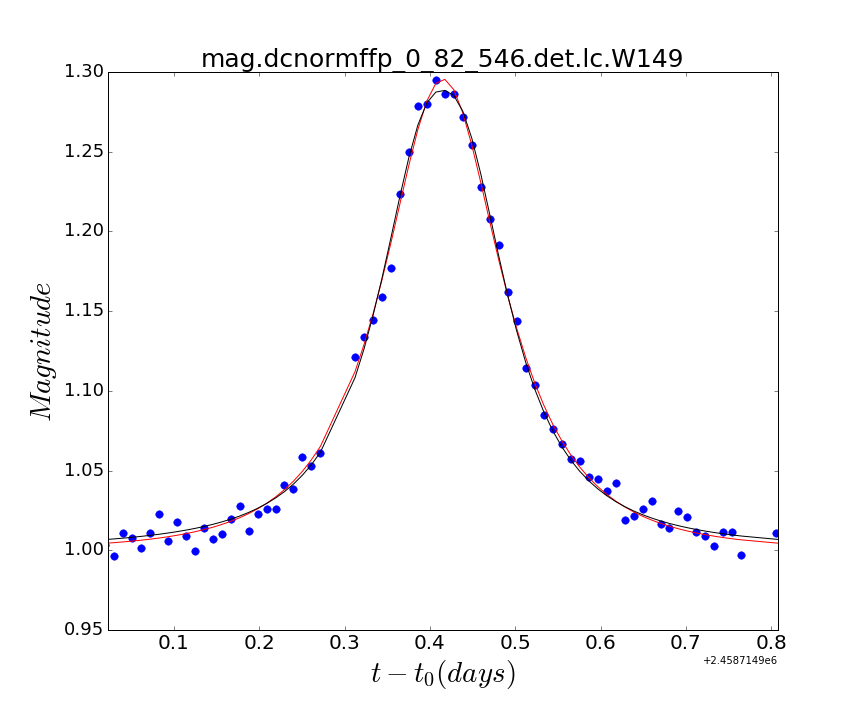 mag.dcnormffp_0_82_546.det.lc.W149
1.30
1.25
1.20
1.15
1.10
1.05
1.00
0.95
Magnitude
0.1 0.2 0.3 0.4 0.5 0.6 0.7 0.8
+2.4587149e6
t − t₀(days)